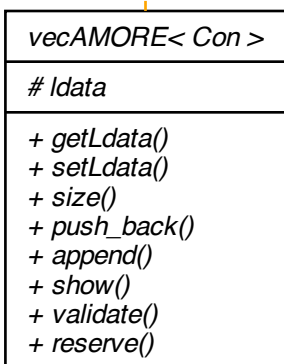 vecAMORE< Con >
# ldata
+ getLdata()
+ setLdata()
+ size()
+ push_back()
+ append()
+ show()
+ validate()
+ reserve()